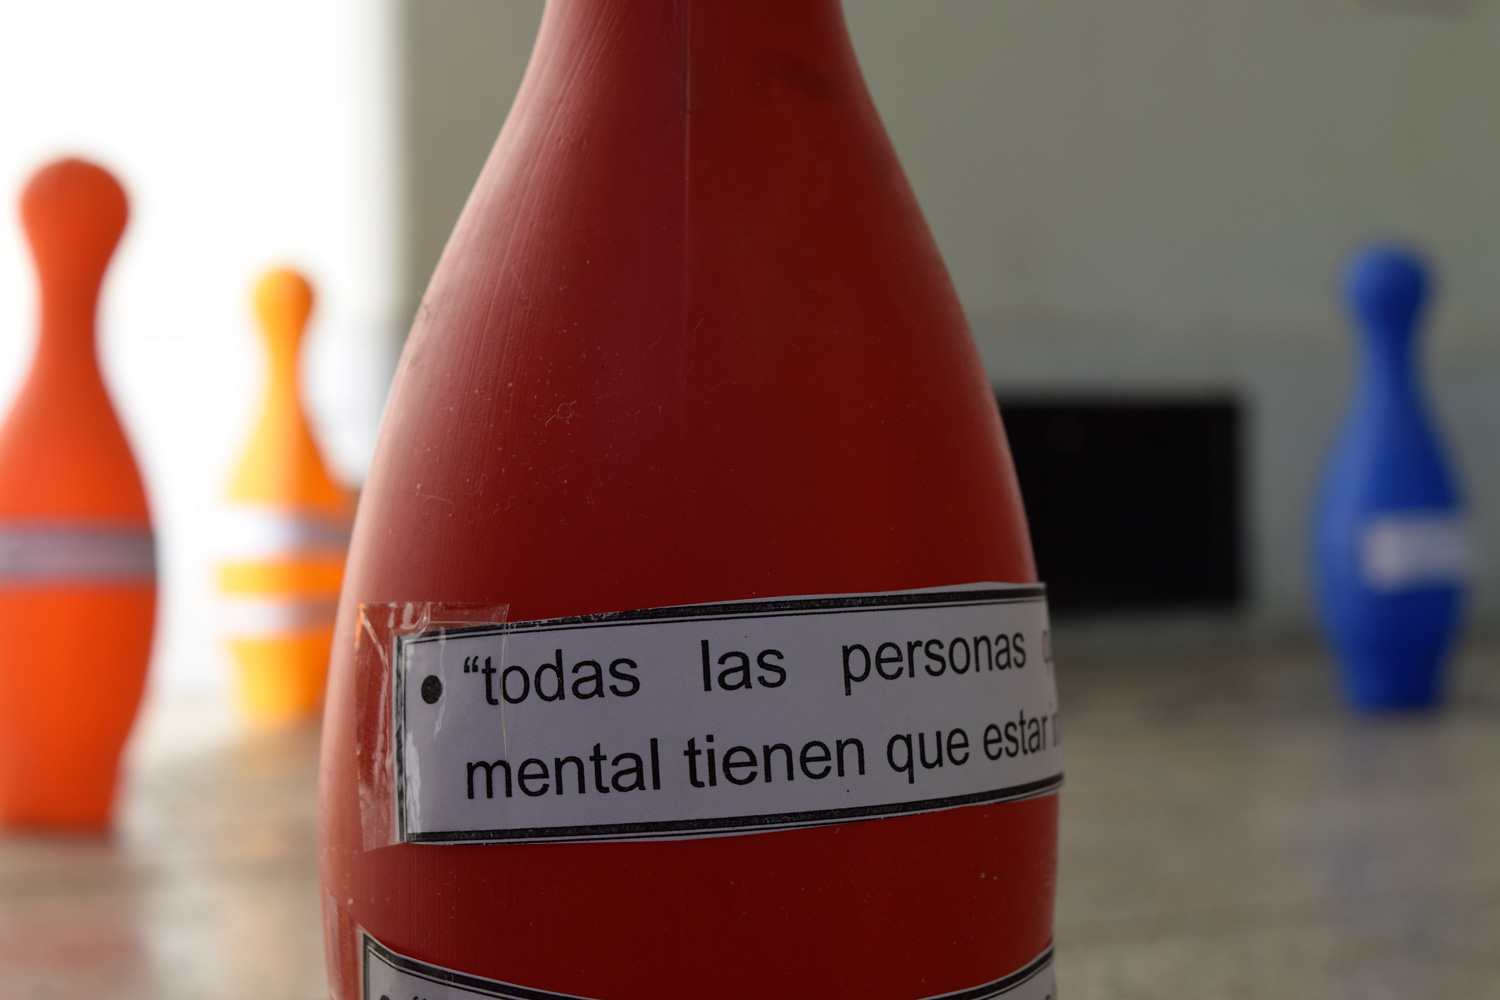 • “todas las personas
mental tienen que estar